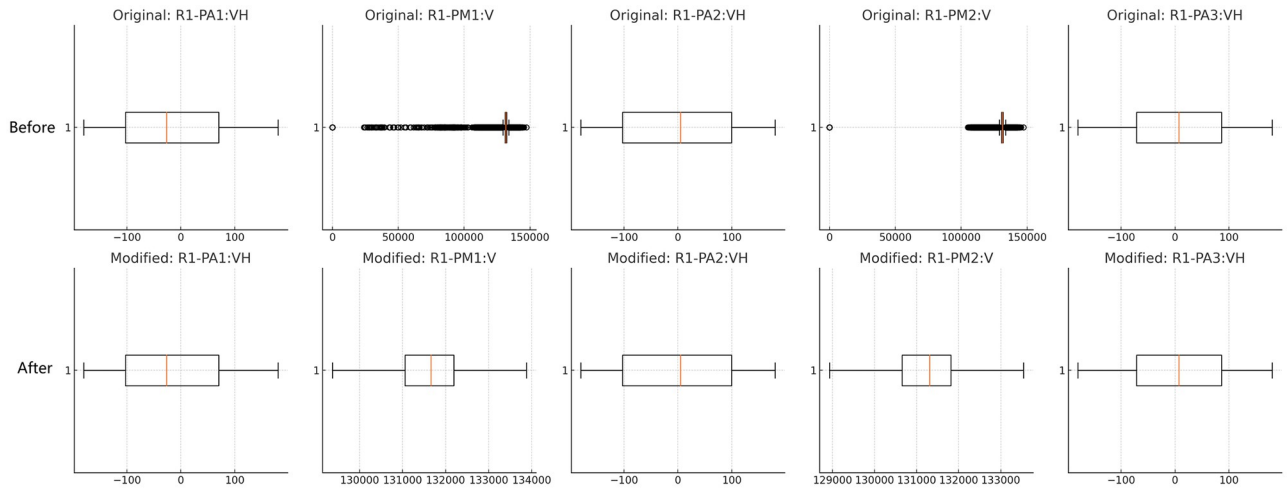 Original: R1-PA1:VH Original: R1-PM1:V Original: R1-PA2:VH Original: R1-PM2:V Original: R1-PA3:VH
Before 1 1 1 1 1
−100 0 100 0 50000 100000 150000 −100 0 100 0 50000 100000 150000 −100 0 100
Modified: R1-PA1:VH Modified: R1-PM1:V Modified: R1-PA2:VH Modified: R1-PM2:V Modified: R1-PA3:VH
After 1 1 1 1 1
−100 0 100 130000 131000 132000 133000 134000 −100 0 100 129000 130000 131000 132000 133000 −100 0 100